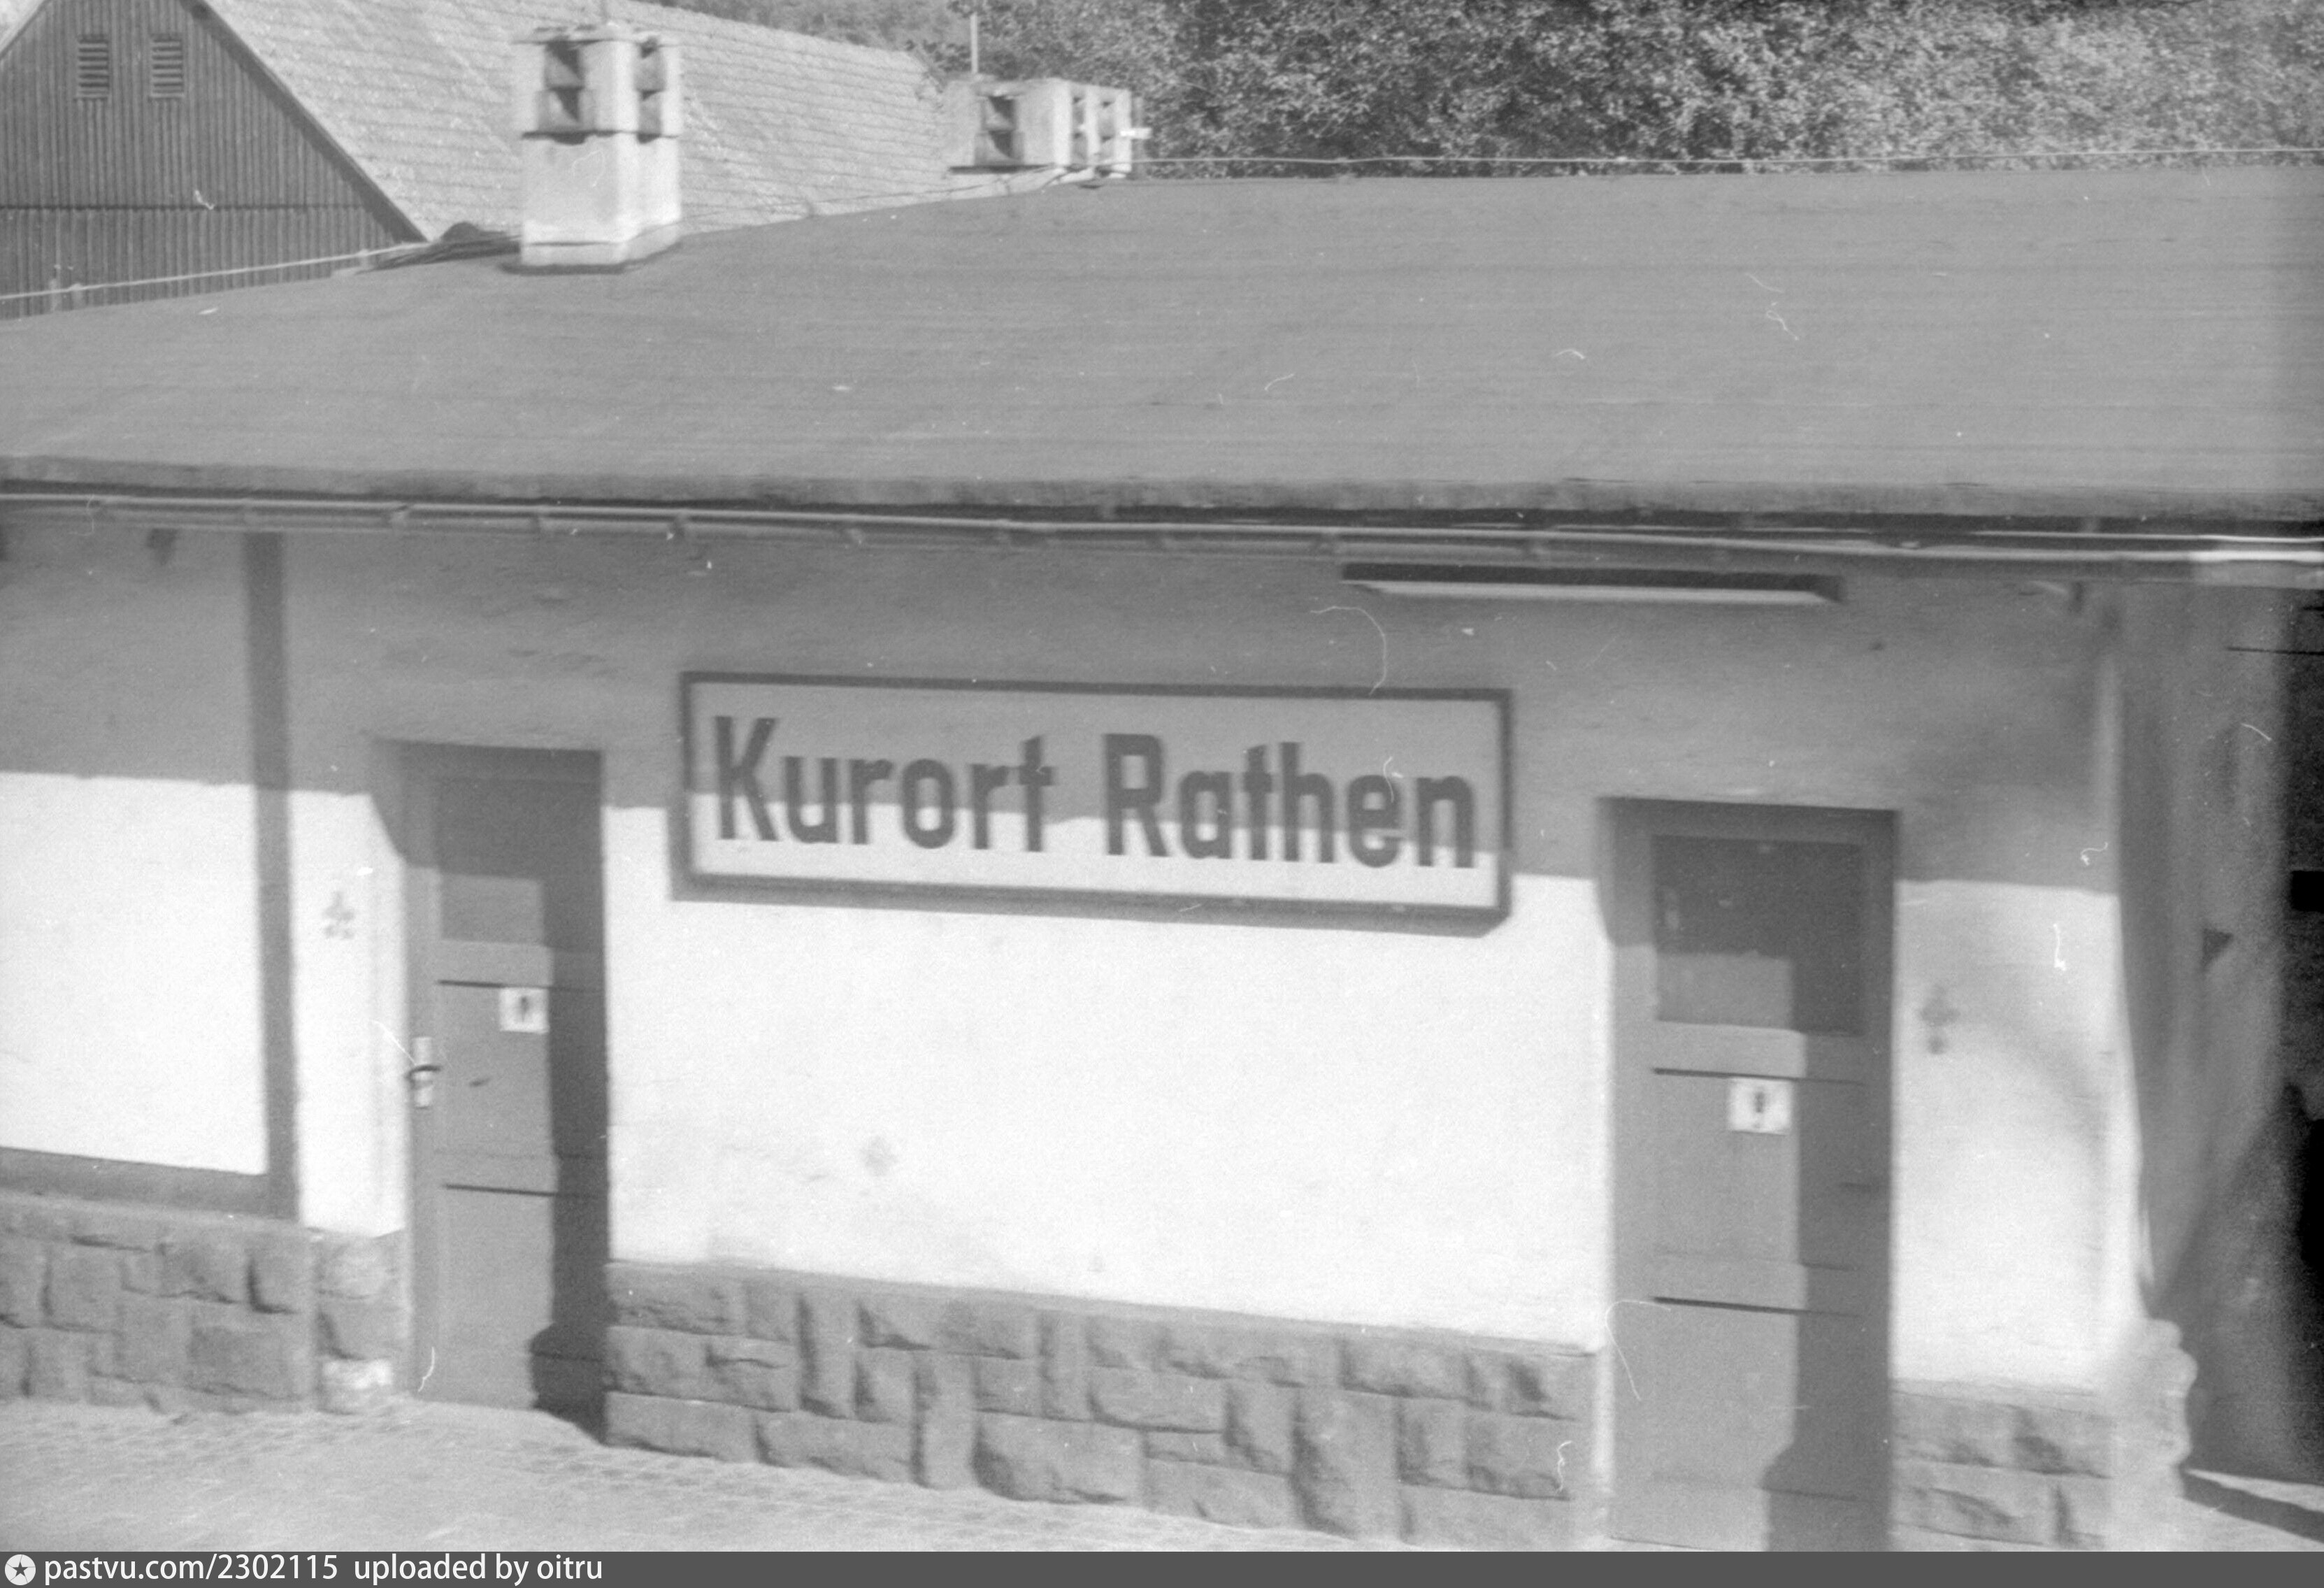 Kurort Rathen
pastvu.com/2302115 uploaded by oitru